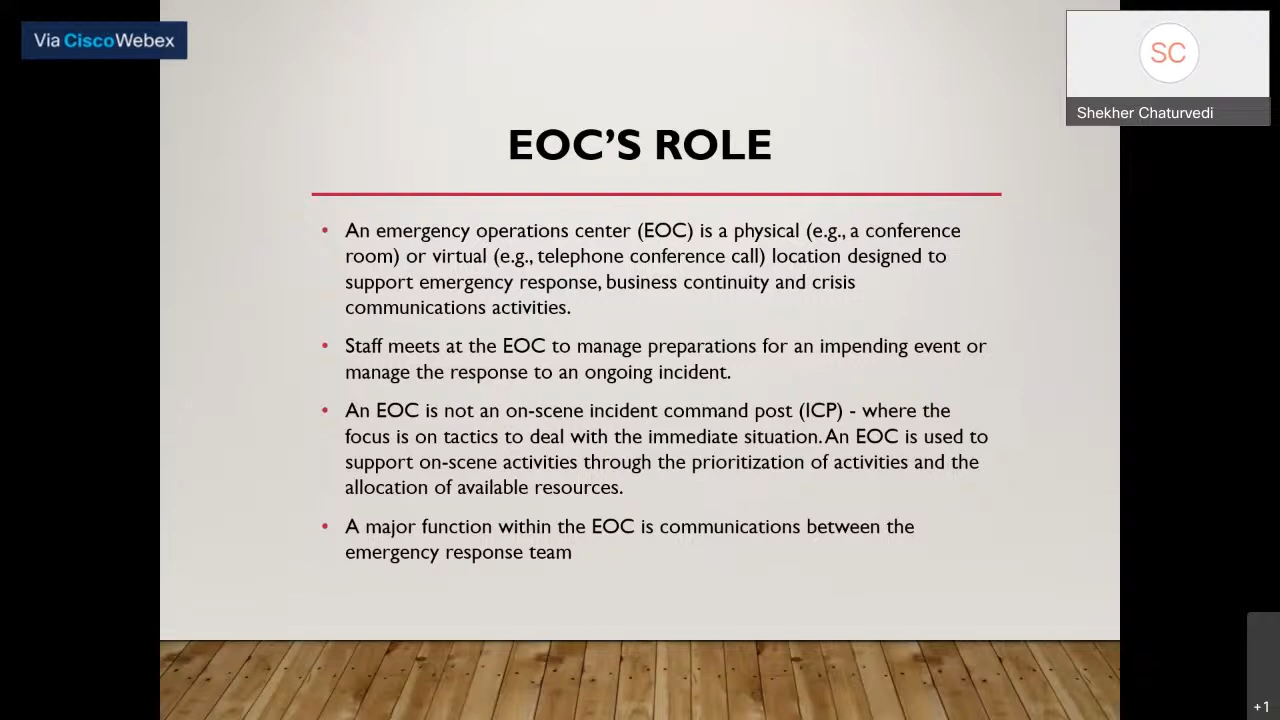 Via CiscoWebex
SC
Shekher Chaturvedi
EOC’S ROLE
• An emergency operations center (EOC) is a physical (e.g., a conference
room) or virtual (e.g., telephone conference call) location designed to
support emergency response, business continuity and crisis
communications activities.
• Staff meets at the EOC to manage preparations for an impending event or
manage the response to an ongoing incident.
• An EOC is not an on-scene incident command post (ICP) - where the
focus is on tactics to deal with the immediate situation. An EOC is used to
support on-scene activities through the prioritization of activities and the
allocation of available resources.
• A major function within the EOC is communications between the
emergency response team
+1